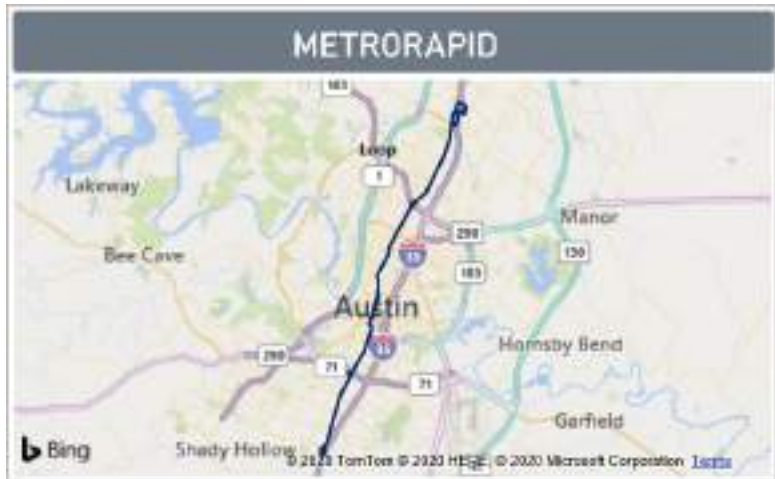 METRORAPID
183
Loop
1
Lakeway
Manor
290
130
Bee Cave
35
183
Austin
35
Hornsby Bend
290
71
71
Garfield
Shady Hollow
Bing
© 2020 TomTom © 2020 HERE, © 2020 Microsoft Corporation Terms